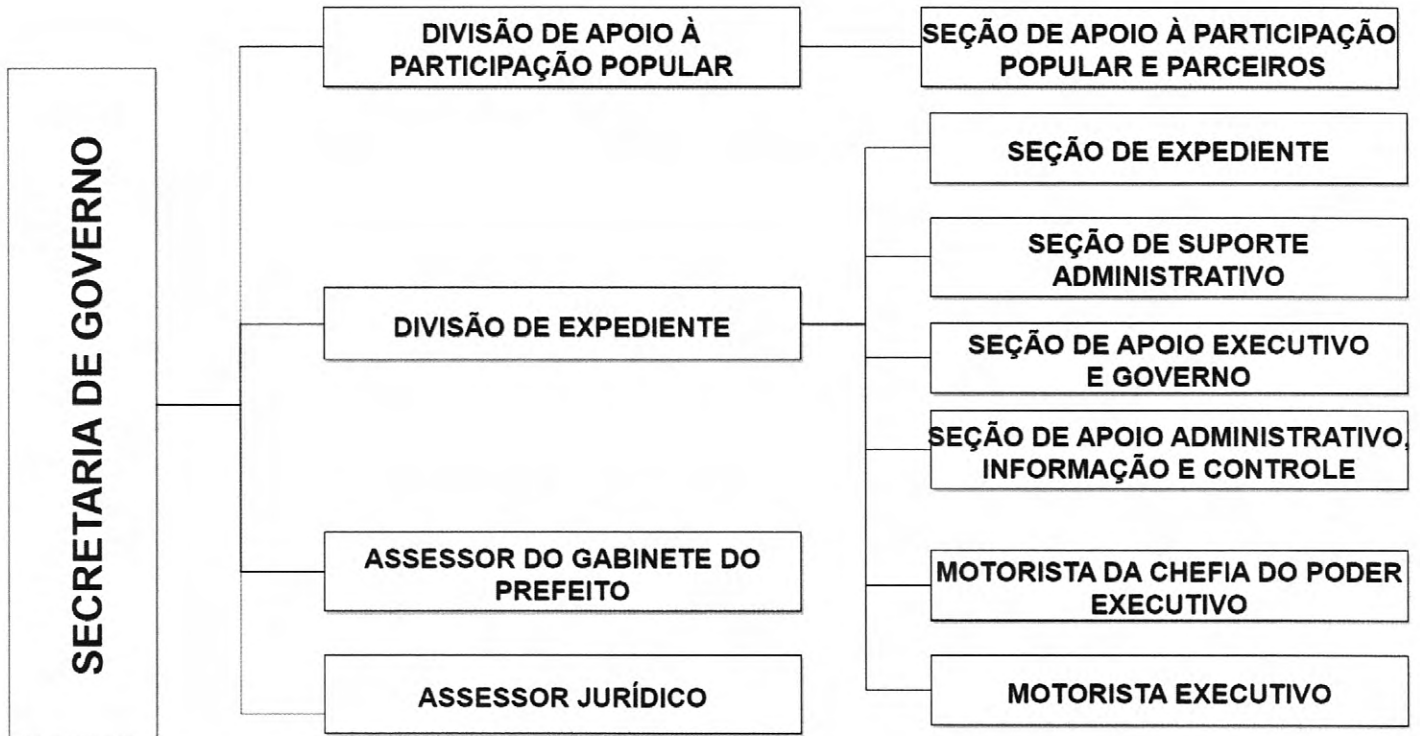 SECRETARIA DE GOVERNO
DIVISÃO DE APOIO À
PARTICIPAÇÃO POPULAR
SEÇÃO DE APOIO À PARTICIPAÇÃO
POPULAR E PARCEIROS
DIVISÃO DE EXPEDIENTE
SEÇÃO DE EXPEDIENTE
SEÇÃO DE SUPORTE
ADMINISTRATIVO
SEÇÃO DE APOIO EXECUTIVO
E GOVERNO
SEÇÃO DE APOIO ADMINISTRATIVO,
INFORMAÇÃO E CONTROLE
MOTORISTA DA CHEFIA DO PODER
EXECUTIVO
MOTORISTA EXECUTIVO
ASSESSOR DO GABINETE DO
PREFEITO
ASSESSOR JURÍDICO